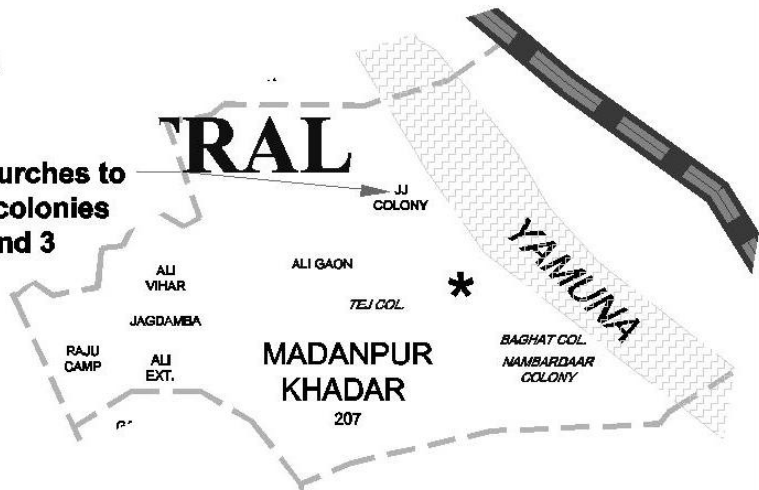 TRAL
urches to
colonies
nd 3
JJ
COLONY
YAMUNA
ALI GAON
ALI
VIHAR
TEJ COL.
*
JAGDAMBA
BAGHAT COL.
NAMBARDAAR
COLONY
RAJU
CAMP
ALI
EXT.
MADANPUR
KHADAR
207